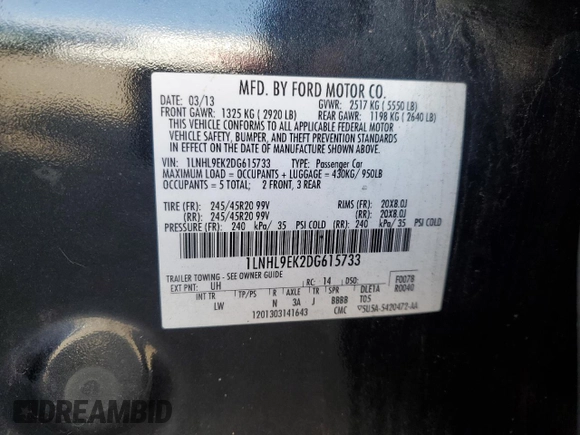 MFD. BY FORD MOTOR CO.
DATE: 03/13 GVWR: 2517 KG ( 5550 LB)
FRONT GAWR: 1325 KG ( 2920 LB) REAR GAWR: 1198 KG ( 2640 LB)
THIS VEHICLE CONFORMS TO ALL APPLICABLE FEDERAL MOTOR
VEHICLE SAFETY, BUMPER, AND THEFT PREVENTION STANDARDS
IN EFFECT ON THE DATE OF MANUFACTURE SHOWN ABOVE.
VIN: 1LNHL9EK2DG615733 TYPE: Passenger Car
MAXIMUM LOAD = OCCUPANTS + LUGGAGE = 430KG/ 950LB
OCCUPANTS = 5 TOTAL; 2 FRONT, 3 REAR
TIRE (FR): 245/45R20 99V RIMS (FR): 20X8.0J
(RR): 245/45R20 99V (RR): 20X8.0J
PRESSURE (FR): 240 kPa/ 35 PSI COLD (RR): 240 kPa/ 35 PSI COLD
1LNHL9EK2DG615733
TRAILER TOWING - SEE OWNER GUIDE
EXT PNT: UH RC: 14 DSO: F0078
INT TR TP/PS R AXLE TR SPR DLETA R0040
LW N 3A J BBBB T05
1201303141643 CMC 5U5A-5420472-AA
DREAMBID